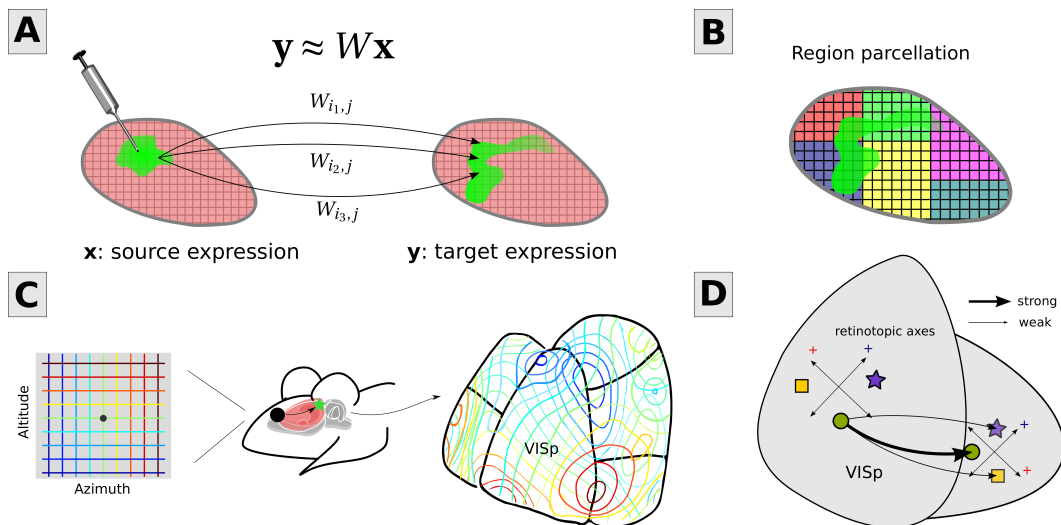 A
y ≈ Wx
W_{i_1,j}
W_{i_2,j}
W_{i_3,j}
x: source expression
y: target expression
B
Region parcellation
C
Altitude
Azimuth
VISp
D
strong
weak
retinotopic axes
+
+
+
+
VISp